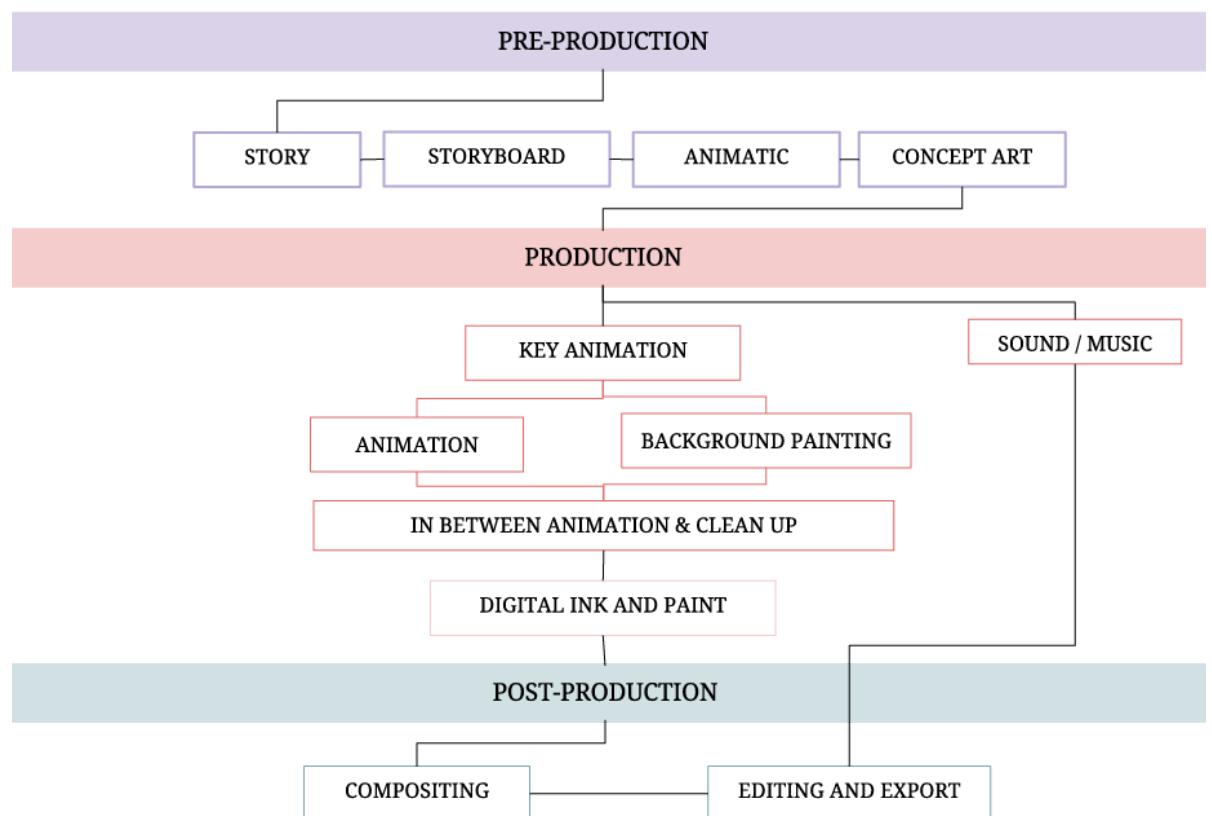 PRE-PRODUCTION
STORY
STORYBOARD
ANIMATIC
CONCEPT ART
PRODUCTION
KEY ANIMATION
SOUND / MUSIC
ANIMATION
BACKGROUND PAINTING
IN BETWEEN ANIMATION & CLEAN UP
DIGITAL INK AND PAINT
POST-PRODUCTION
COMPOSITING
EDITING AND EXPORT